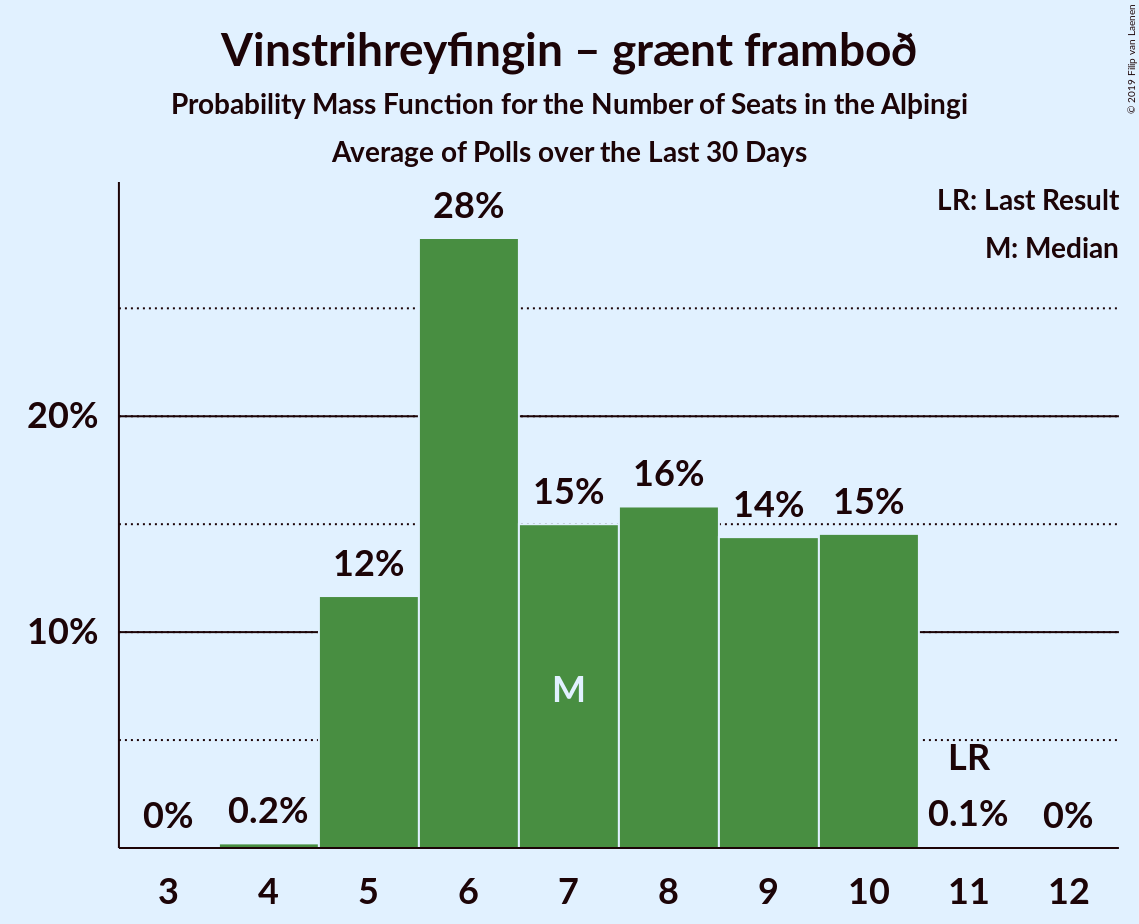 Vinstrihreyfingin – grænt framboð
Probability Mass Function for the Number of Seats in the Alþingi
Average of Polls over the Last 30 Days
© 2019 Filip van Laenen
LR: Last Result
M: Median
28%
20%
15%
16%
14%
15%
12%
10%
M
LR
0%
0.2%
0.1%
0%
3 4 5 6 7 8 9 10 11 12